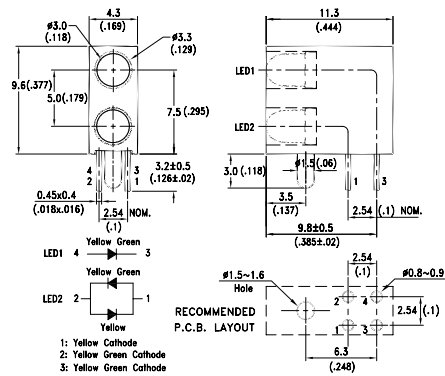 4.3
(.169)
ø3.0
(.118)
ø3.3
(.129)
9.6(.377)
5.0(.179)
7.5(.295)
4
2
3
1
3.2±0.5
(.126±.02)
0.45x0.4
(.018x.016)
2.54 NOM.
(.1)
11.3
(.444)
LED1
LED2
3.0(.118)
ø1.5(.06)
3.5
(.137)
2.54 (.1) NOM.
9.8±0.5
(.385±.02)
Yellow Green
LED1 4 3
Yellow Green
LED2 2 1
Yellow
1: Yellow Cathode
2: Yellow Green Cathode
3: Yellow Green Cathode
2.54
(.1)
ø1.5~1.6
Hole
ø0.8~0.9
2 4
1 3
2.54(.1)
RECOMMENDED
P.C.B. LAYOUT
6.3
(.248)